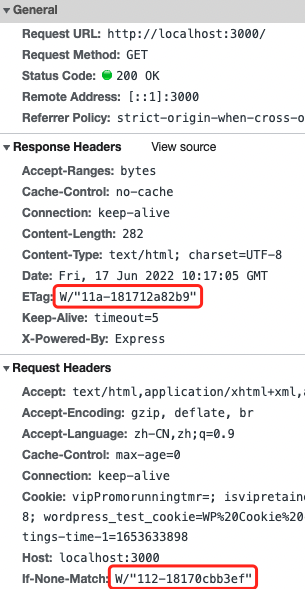 General
Request URL: http://localhost:3000/
Request Method: GET
Status Code: 200 OK
Remote Address: [::1]:3000
Referrer Policy: strict-origin-when-cross-o
Response Headers View source
Accept-Ranges: bytes
Cache-Control: no-cache
Connection: keep-alive
Content-Length: 282
Content-Type: text/html; charset=UTF-8
Date: Fri, 17 Jun 2022 10:17:05 GMT
ETag: W/"11a-181712a82b9"
Keep-Alive: timeout=5
X-Powered-By: Express
Request Headers
Accept: text/html,application/xhtml+xml,a
Accept-Encoding: gzip, deflate, br
Accept-Language: zh-CN,zh;q=0.9
Cache-Control: max-age=0
Connection: keep-alive
Cookie: vipPromorunningtmr=; isvipretain
8; wordpress_test_cookie=WP%20Cookie%20
tings-time-1=1653633898
Host: localhost:3000
If-None-Match: W/"112-18170cbb3ef"